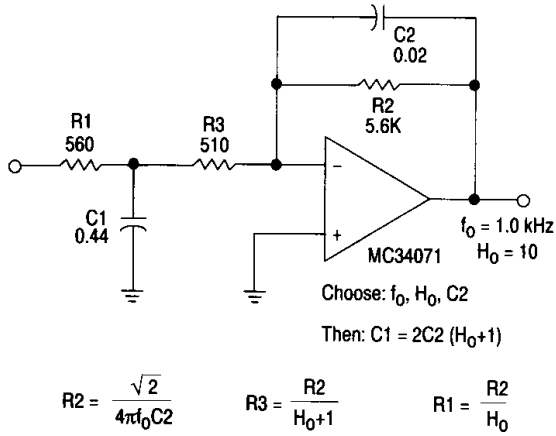 C2
0.02
R2
5.6K
R1
560
R3
510
C1
0.44
−
+
MC34071
f₀ = 1.0 kHz
H₀ = 10
Choose: f₀, H₀, C2
Then: C1 = 2C2 (H₀+1)
R2 = √2 / 4πf₀C2
R3 = R2 / H₀+1
R1 = R2 / H₀